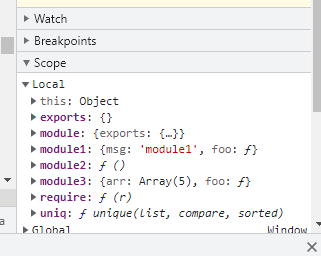 Watch
Breakpoints
Scope
Local
this: Object
exports: {}
module: {exports: {…}}
module1: {msg: 'module1', foo: ƒ}
module2: ƒ ()
module3: {arr: Array(5), foo: ƒ}
require: ƒ (r)
uniq: ƒ unique(list, compare, sorted)
Global Window
a